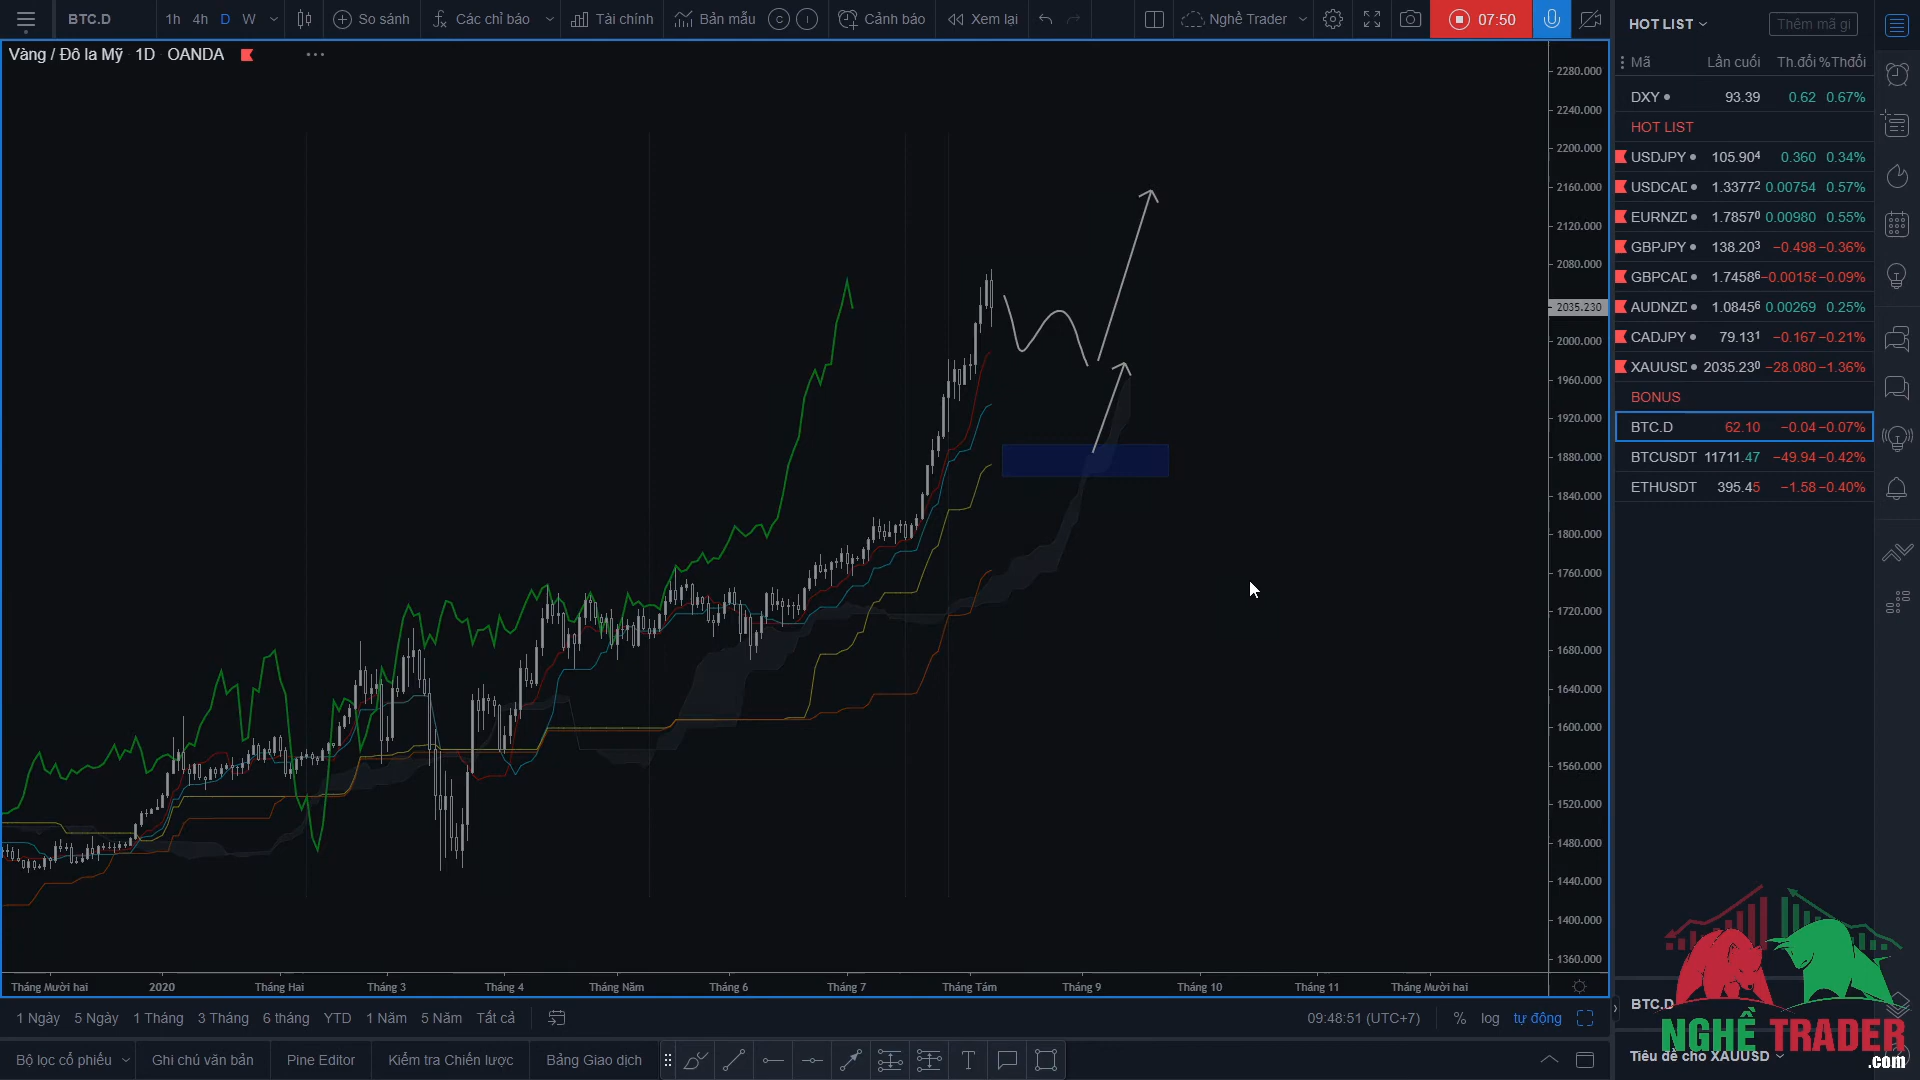 BTC.D 1h 4h D W So sánh Các chỉ báo Tài chính Bản mẫu C I Cảnh báo Xem lại Nghề Trader 07:50
Vàng / Đô la Mỹ 1D OANDA
2280.000
2240.000
2200.000
2160.000
2120.000
2080.000
2035.230
2000.000
1960.000
1920.000
1880.000
1840.000
1800.000
1760.000
1720.000
1680.000
1640.000
1600.000
1560.000
1520.000
1480.000
1440.000
1400.000
1360.000
Tháng Mười hai 2020 Tháng Hai Tháng 3 Tháng 4 Tháng Năm Tháng 6 Tháng 7 Tháng Tám Tháng 9 Tháng 10 Tháng 11 Tháng Mười hai
1 Ngày 5 Ngày 1 Tháng 3 Tháng 6 tháng YTD 1 Năm 5 Năm Tất cả 09:48:51 (UTC+7) % log tự động
Bộ lọc cổ phiếu Ghi chú văn bản Pine Editor Kiểm tra Chiến lược Bảng Giao dịch
HOT LIST Thêm mã gi
Mã Lần cuối Th.đổi %Thđổi
DXY 93.39 0.62 0.67%
HOT LIST
USDJPY 105.904 0.360 0.34%
USDCAD 1.33772 0.00754 0.57%
EURNZD 1.78570 0.00980 0.55%
GBPJPY 138.203 −0.498 −0.36%
GBPCAD 1.74586 −0.00158 −0.09%
AUDNZD 1.08456 0.00269 0.25%
CADJPY 79.131 −0.167 −0.21%
XAUUSD 2035.230 −28.080 −1.36%
BONUS
BTC.D 62.10 −0.04 −0.07%
BTCUSDT 11711.47 −49.94 −0.42%
ETHUSDT 395.45 −1.58 −0.40%
BTC.D
NGHỀ TRADER
.com
Tiêu đề cho XAUUSD